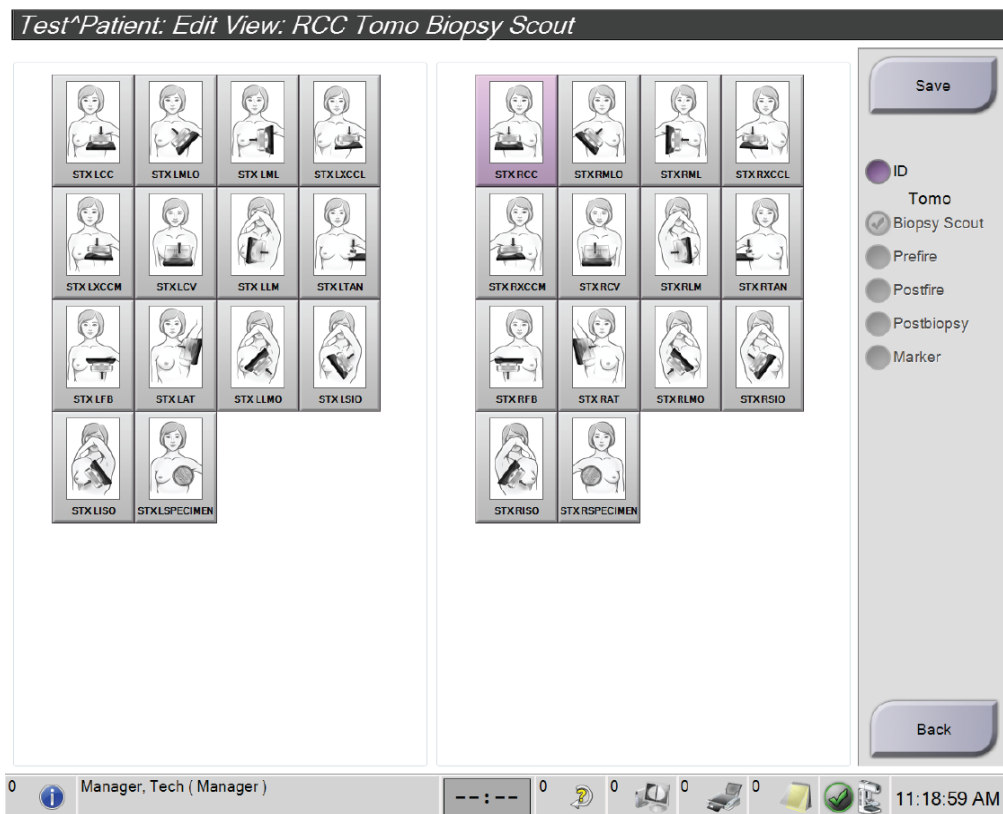 Test^Patient: Edit View: RCC Tomo Biopsy Scout
STX LCC STX LMLO STX LML STX LXCCL
STX LXCCM STX LCV STX LLM STX LTAN
STX LFB STX LAT STX LLMO STX LSIO
STX LISO STX LSPECIMEN
STX RCC STX RMLO STX RML STX RXCCL
STX RXCCM STX RCV STX RLM STX RTAN
STX RFB STX RAT STX RLMO STX RSIO
STX RISO STX RSPECIMEN
Save
ID
Tomo
Biopsy Scout
Prefire
Postfire
Postbiopsy
Marker
Back
0 Manager, Tech ( Manager ) --:-- 0 0 0 0 11:18:59 AM